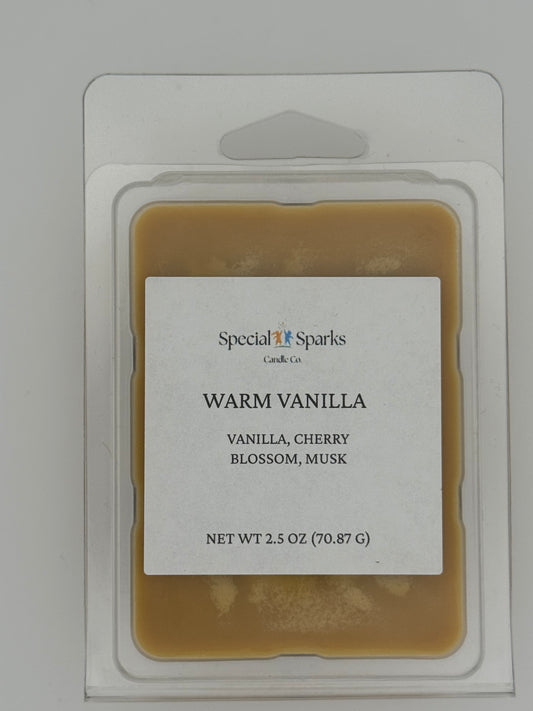 Special Sparks
Candle Co.
WARM VANILLA
VANILLA, CHERRY
BLOSSOM, MUSK
NET WT 2.5 OZ (70.87 G)